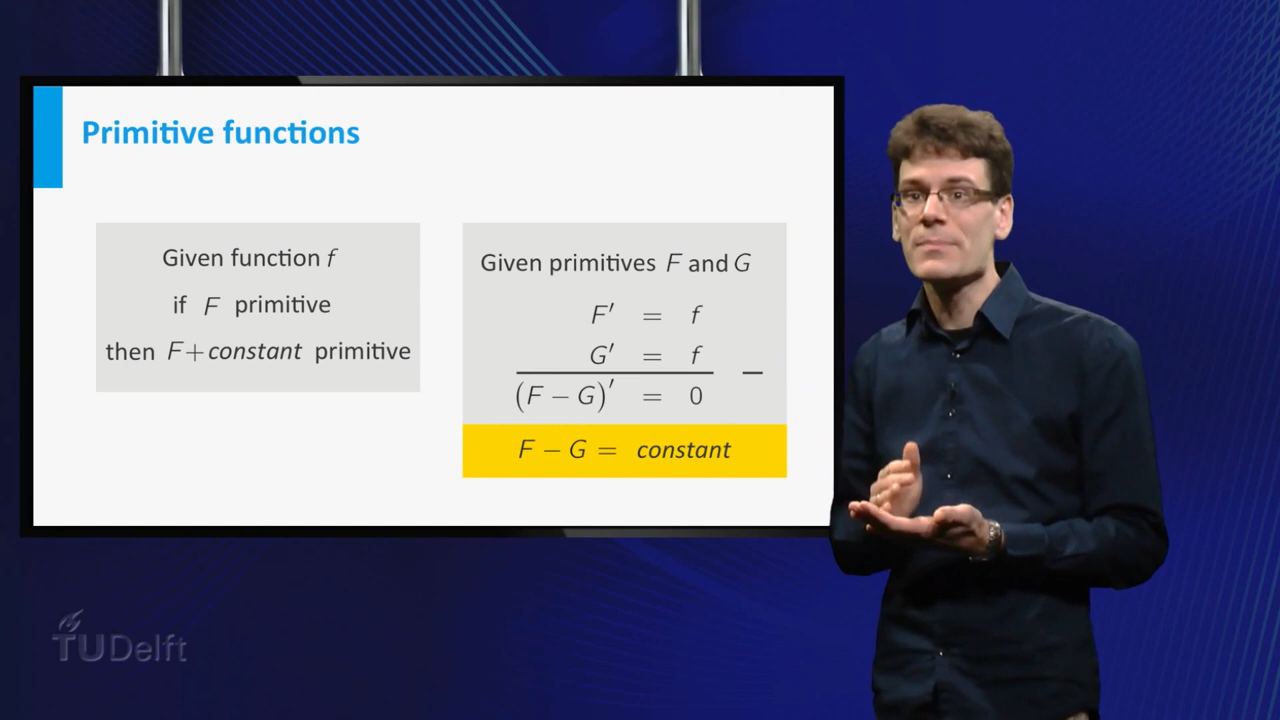 Primitive functions
Given function f
if F primitive
then F+constant primitive
Given primitives F and G
F′ = f
G′ = f
−
(F − G)′ = 0
F − G = constant
TUDelft